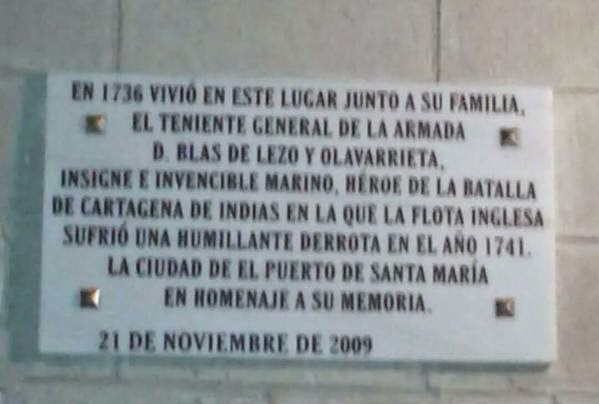 EN 1736 VIVIÓ EN ESTE LUGAR JUNTO A SU FAMILIA,
EL TENIENTE GENERAL DE LA ARMADA
D. BLAS DE LEZO Y OLAVARRIETA,
INSIGNE E INVENCIBLE MARINO, HÉROE DE LA BATALLA
DE CARTAGENA DE INDIAS EN LA QUE LA FLOTA INGLESA
SUFRIÓ UNA HUMILLANTE DERROTA EN EL AÑO 1741.
LA CIUDAD DE EL PUERTO DE SANTA MARÍA
EN HOMENAJE A SU MEMORIA.
21 DE NOVIEMBRE DE 2009